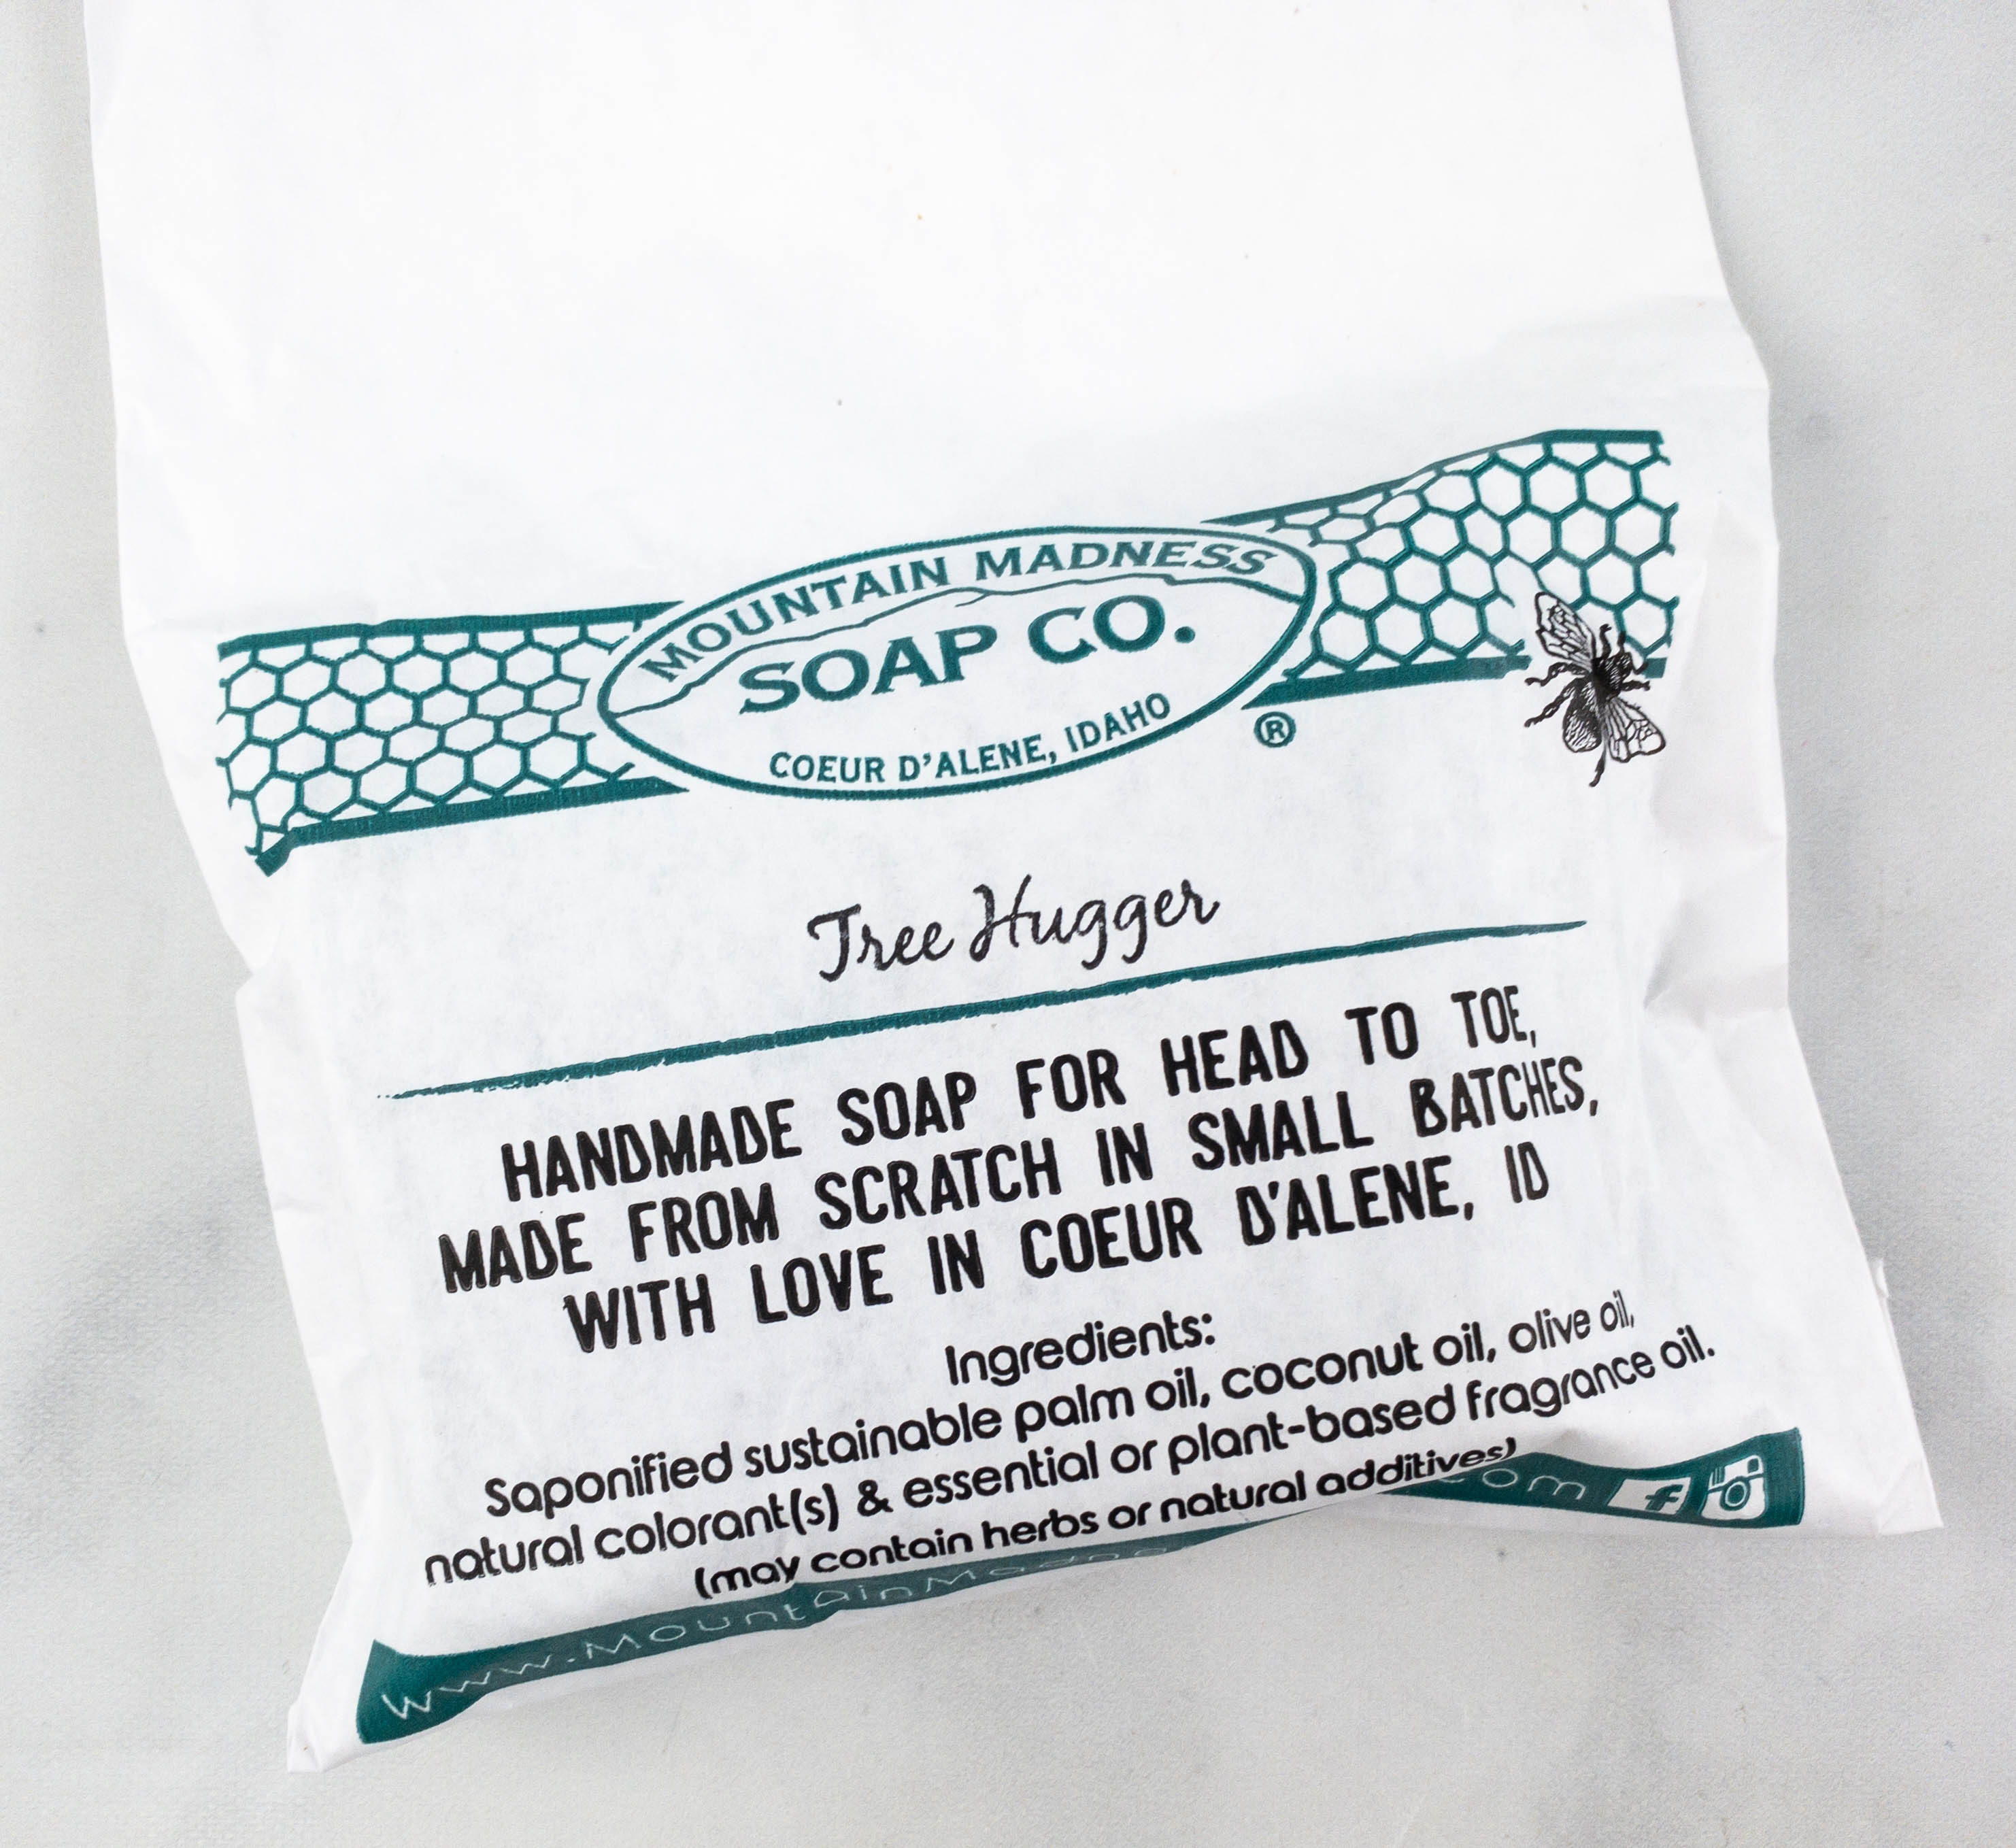 MOUNTAIN MADNESS
SOAP CO.
COEUR D'ALENE, IDAHO
®
Tree Hugger
HANDMADE SOAP FOR HEAD TO TOE,
MADE FROM SCRATCH IN SMALL BATCHES,
WITH LOVE IN COEUR D'ALENE, ID
Ingredients:
Saponified sustainable palm oil, coconut oil, olive oil,
natural colorant(s) & essential or plant-based fragrance oil.
(may contain herbs or natural additives)